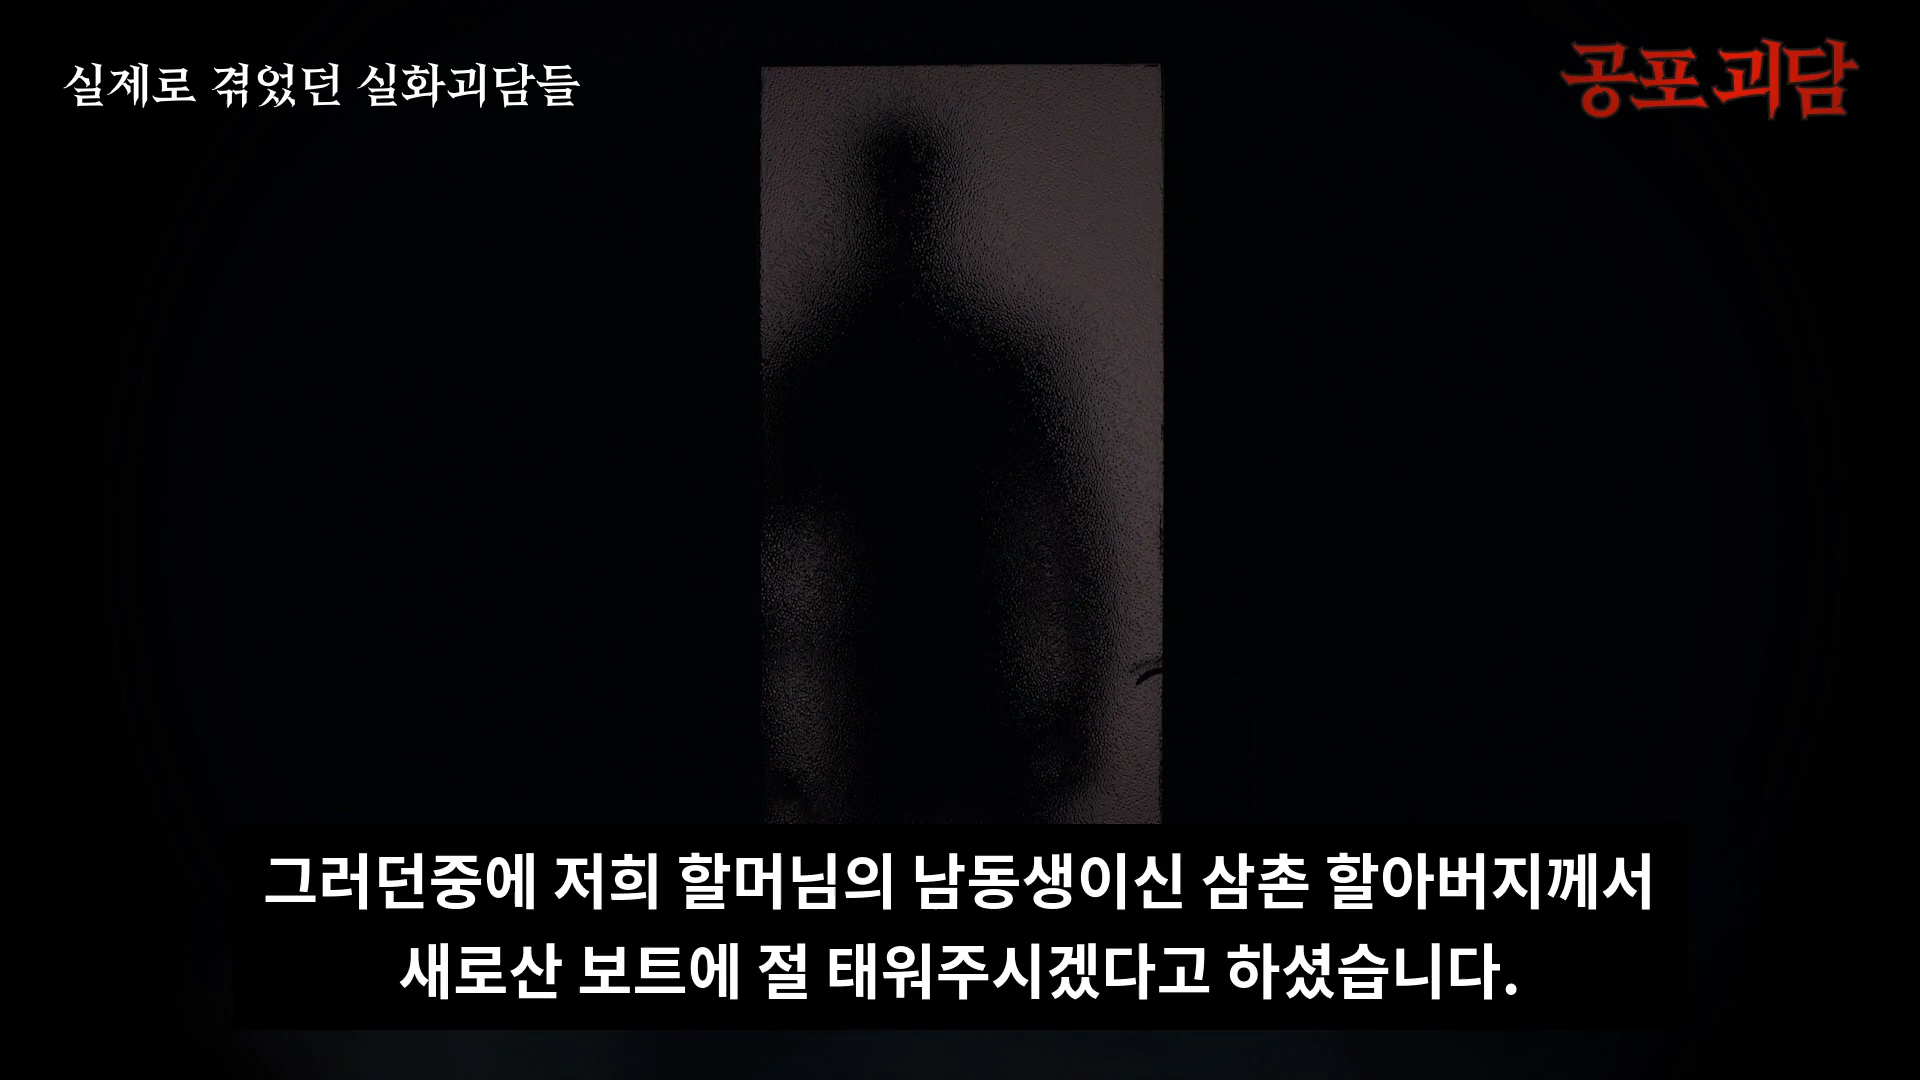 실제로 겪었던 실화괴담들
공포괴담
그러던중에 저희 할머님의 남동생이신 삼촌 할아버지께서
새로산 보트에 절 태워주시겠다고 하셨습니다.